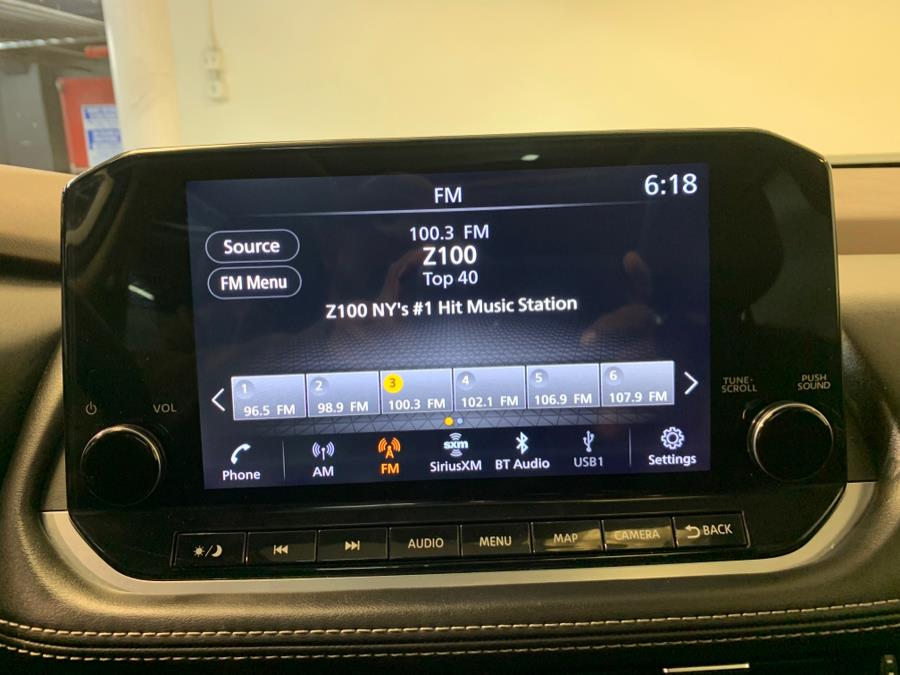 FM
6:18
Source
FM Menu
100.3 FM
Z100
Top 40
Z100 NY's #1 Hit Music Station
1
96.5 FM
2
98.9 FM
3
100.3 FM
4
102.1 FM
5
106.9 FM
6
107.9 FM
VOL
TUNE·
SCROLL
PUSH
SOUND
Phone
AM
FM
sxm
SiriusXM
BT Audio
USB1
Settings
AUDIO
MENU
MAP
CAMERA
BACK